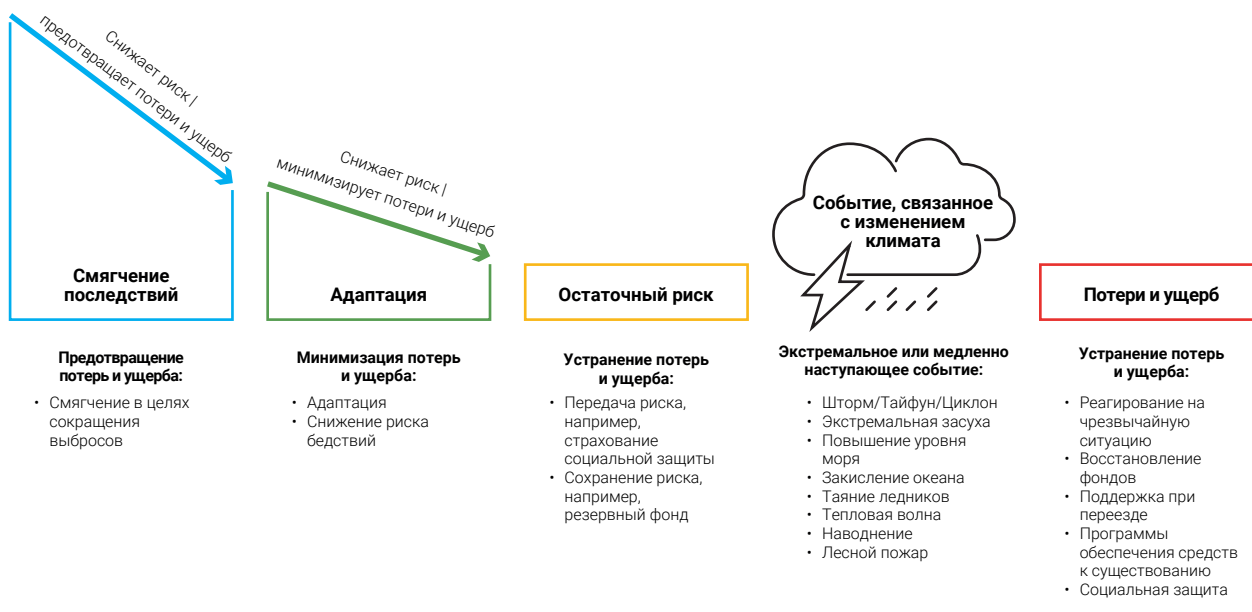 Снижает риск |
предотвращает потери и ущерб
Смягчение
последствий
Предотвращение
потерь и ущерба:
• Смягчение в целях
сокращения
выбросов
Снижает риск |
минимизирует потери и ущерб
Адаптация
Минимизация потерь
и ущерба:
• Адаптация
• Снижение риска
бедствий
Остаточный риск
Устранение потерь
и ущерба:
• Передача риска,
например,
страхование
социальной защиты
• Сохранение риска,
например,
резервный фонд
Событие, связанное
с изменением
климата
Экстремальное или медленно
наступающее событие:
• Шторм/Тайфун/Циклон
• Экстремальная засуха
• Повышение уровня
моря
• Закисление океана
• Таяние ледников
• Тепловая волна
• Наводнение
• Лесной пожар
Потери и ущерб
Устранение потерь
и ущерба:
• Реагирование на
чрезвычайную
ситуацию
• Восстановление
фондов
• Поддержка при
переезде
• Программы
обеспечения средств
к существованию
• Социальная защита